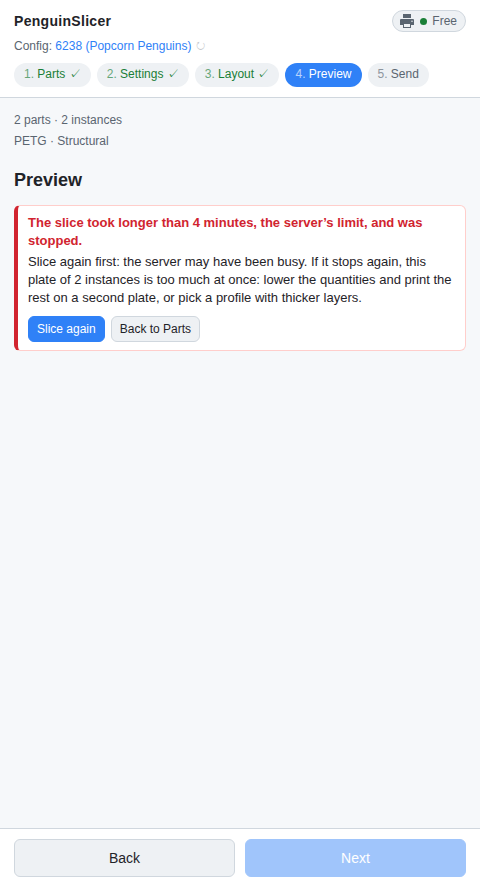 PenguinSlicer
Free
Config: 6238 (Popcorn Penguins)
1. Parts ✓
2. Settings ✓
3. Layout ✓
4. Preview
5. Send
2 parts · 2 instances
PETG · Structural
Preview
The slice took longer than 4 minutes, the server’s limit, and was
stopped.
Slice again first: the server may have been busy. If it stops again, this
plate of 2 instances is too much at once: lower the quantities and print the
rest on a second plate, or pick a profile with thicker layers.
Slice again
Back to Parts
Back
Next